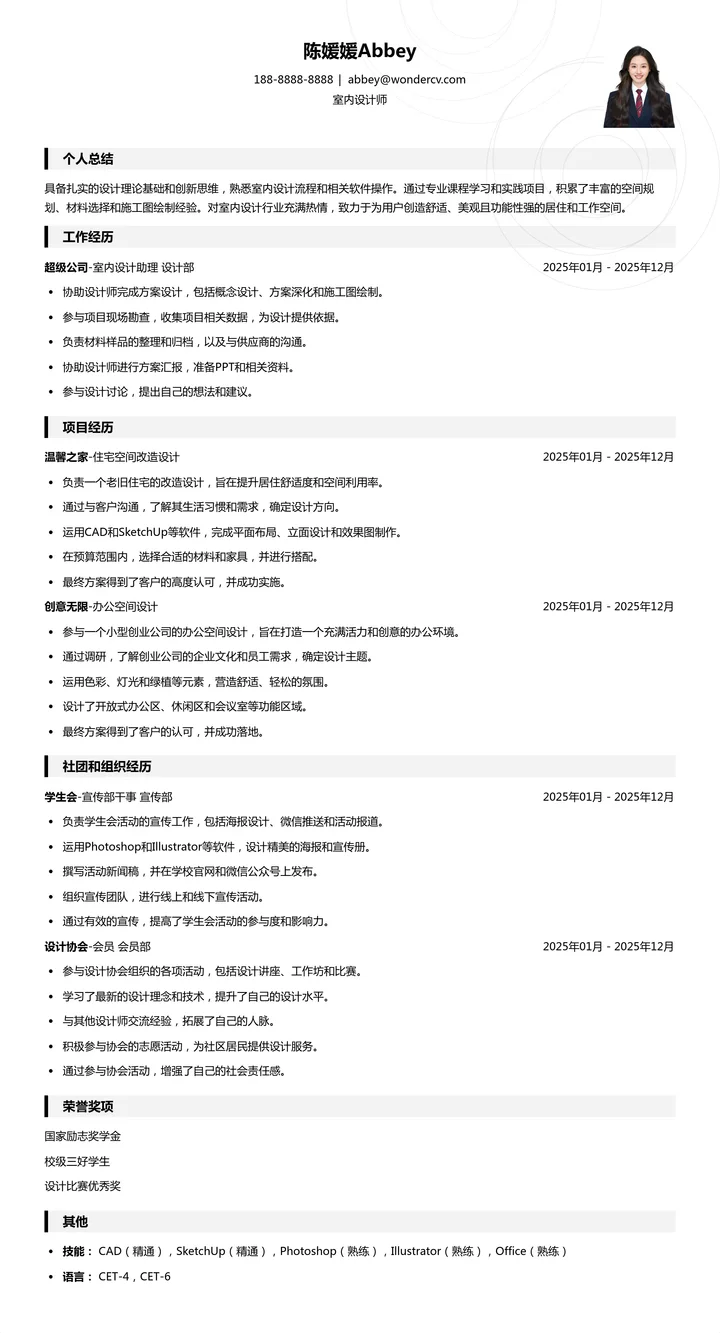 陈媛媛Abbey
188-8888-8888 | abbey@wondercv.com
室内设计师
个人总结
具备扎实的设计理论基础和创新思维，熟悉室内设计流程和相关软件操作。通过专业课程学习和实践项目，积累了丰富的空间规
划、材料选择和施工图绘制经验。对室内设计行业充满热情，致力于为用户创造舒适、美观且功能性强的居住和工作空间。
工作经历
超级公司-室内设计助理 设计部 2025年01月 - 2025年12月
• 协助设计师完成方案设计，包括概念设计、方案深化和施工图绘制。
• 参与项目现场勘查，收集项目相关数据，为设计提供依据。
• 负责材料样品的整理和归档，以及与供应商的沟通。
• 协助设计师进行方案汇报，准备PPT和相关资料。
• 参与设计讨论，提出自己的想法和建议。
项目经历
温馨之家-住宅空间改造设计 2025年01月 - 2025年12月
• 负责一个老旧住宅的改造设计，旨在提升居住舒适度和空间利用率。
• 通过与客户沟通，了解其生活习惯和需求，确定设计方向。
• 运用CAD和SketchUp等软件，完成平面布局、立面设计和效果图制作。
• 在预算范围内，选择合适的材料和家具，并进行搭配。
• 最终方案得到了客户的高度认可，并成功实施。
创意无限-办公空间设计 2025年01月 - 2025年12月
• 参与一个小型创业公司的办公空间设计，旨在打造一个充满活力和创意的办公环境。
• 通过调研，了解创业公司的企业文化和员工需求，确定设计主题。
• 运用色彩、灯光和绿植等元素，营造舒适、轻松的氛围。
• 设计了开放式办公区、休闲区和会议室等功能区域。
• 最终方案得到了客户的认可，并成功落地。
社团和组织经历
学生会-宣传部干事 宣传部 2025年01月 - 2025年12月
• 负责学生会活动的宣传工作，包括海报设计、微信推送和活动报道。
• 运用Photoshop和Illustrator等软件，设计精美的海报和宣传册。
• 撰写活动新闻稿，并在学校官网和微信公众号上发布。
• 组织宣传团队，进行线上和线下宣传活动。
• 通过有效的宣传，提高了学生会活动的参与度和影响力。
设计协会-会员 会员部 2025年01月 - 2025年12月
• 参与设计协会组织的各项活动，包括设计讲座、工作坊和比赛。
• 学习了最新的设计理念和技术，提升了自己的设计水平。
• 与其他设计师交流经验，拓展了自己的人脉。
• 积极参与协会的志愿活动，为社区居民提供设计服务。
• 通过参与协会活动，增强了自己的社会责任感。
荣誉奖项
国家励志奖学金
校级三好学生
设计比赛优秀奖
其他
• 技能： CAD（精通），SketchUp（精通），Photoshop（熟练），Illustrator（熟练），Office（熟练）
• 语言： CET-4，CET-6